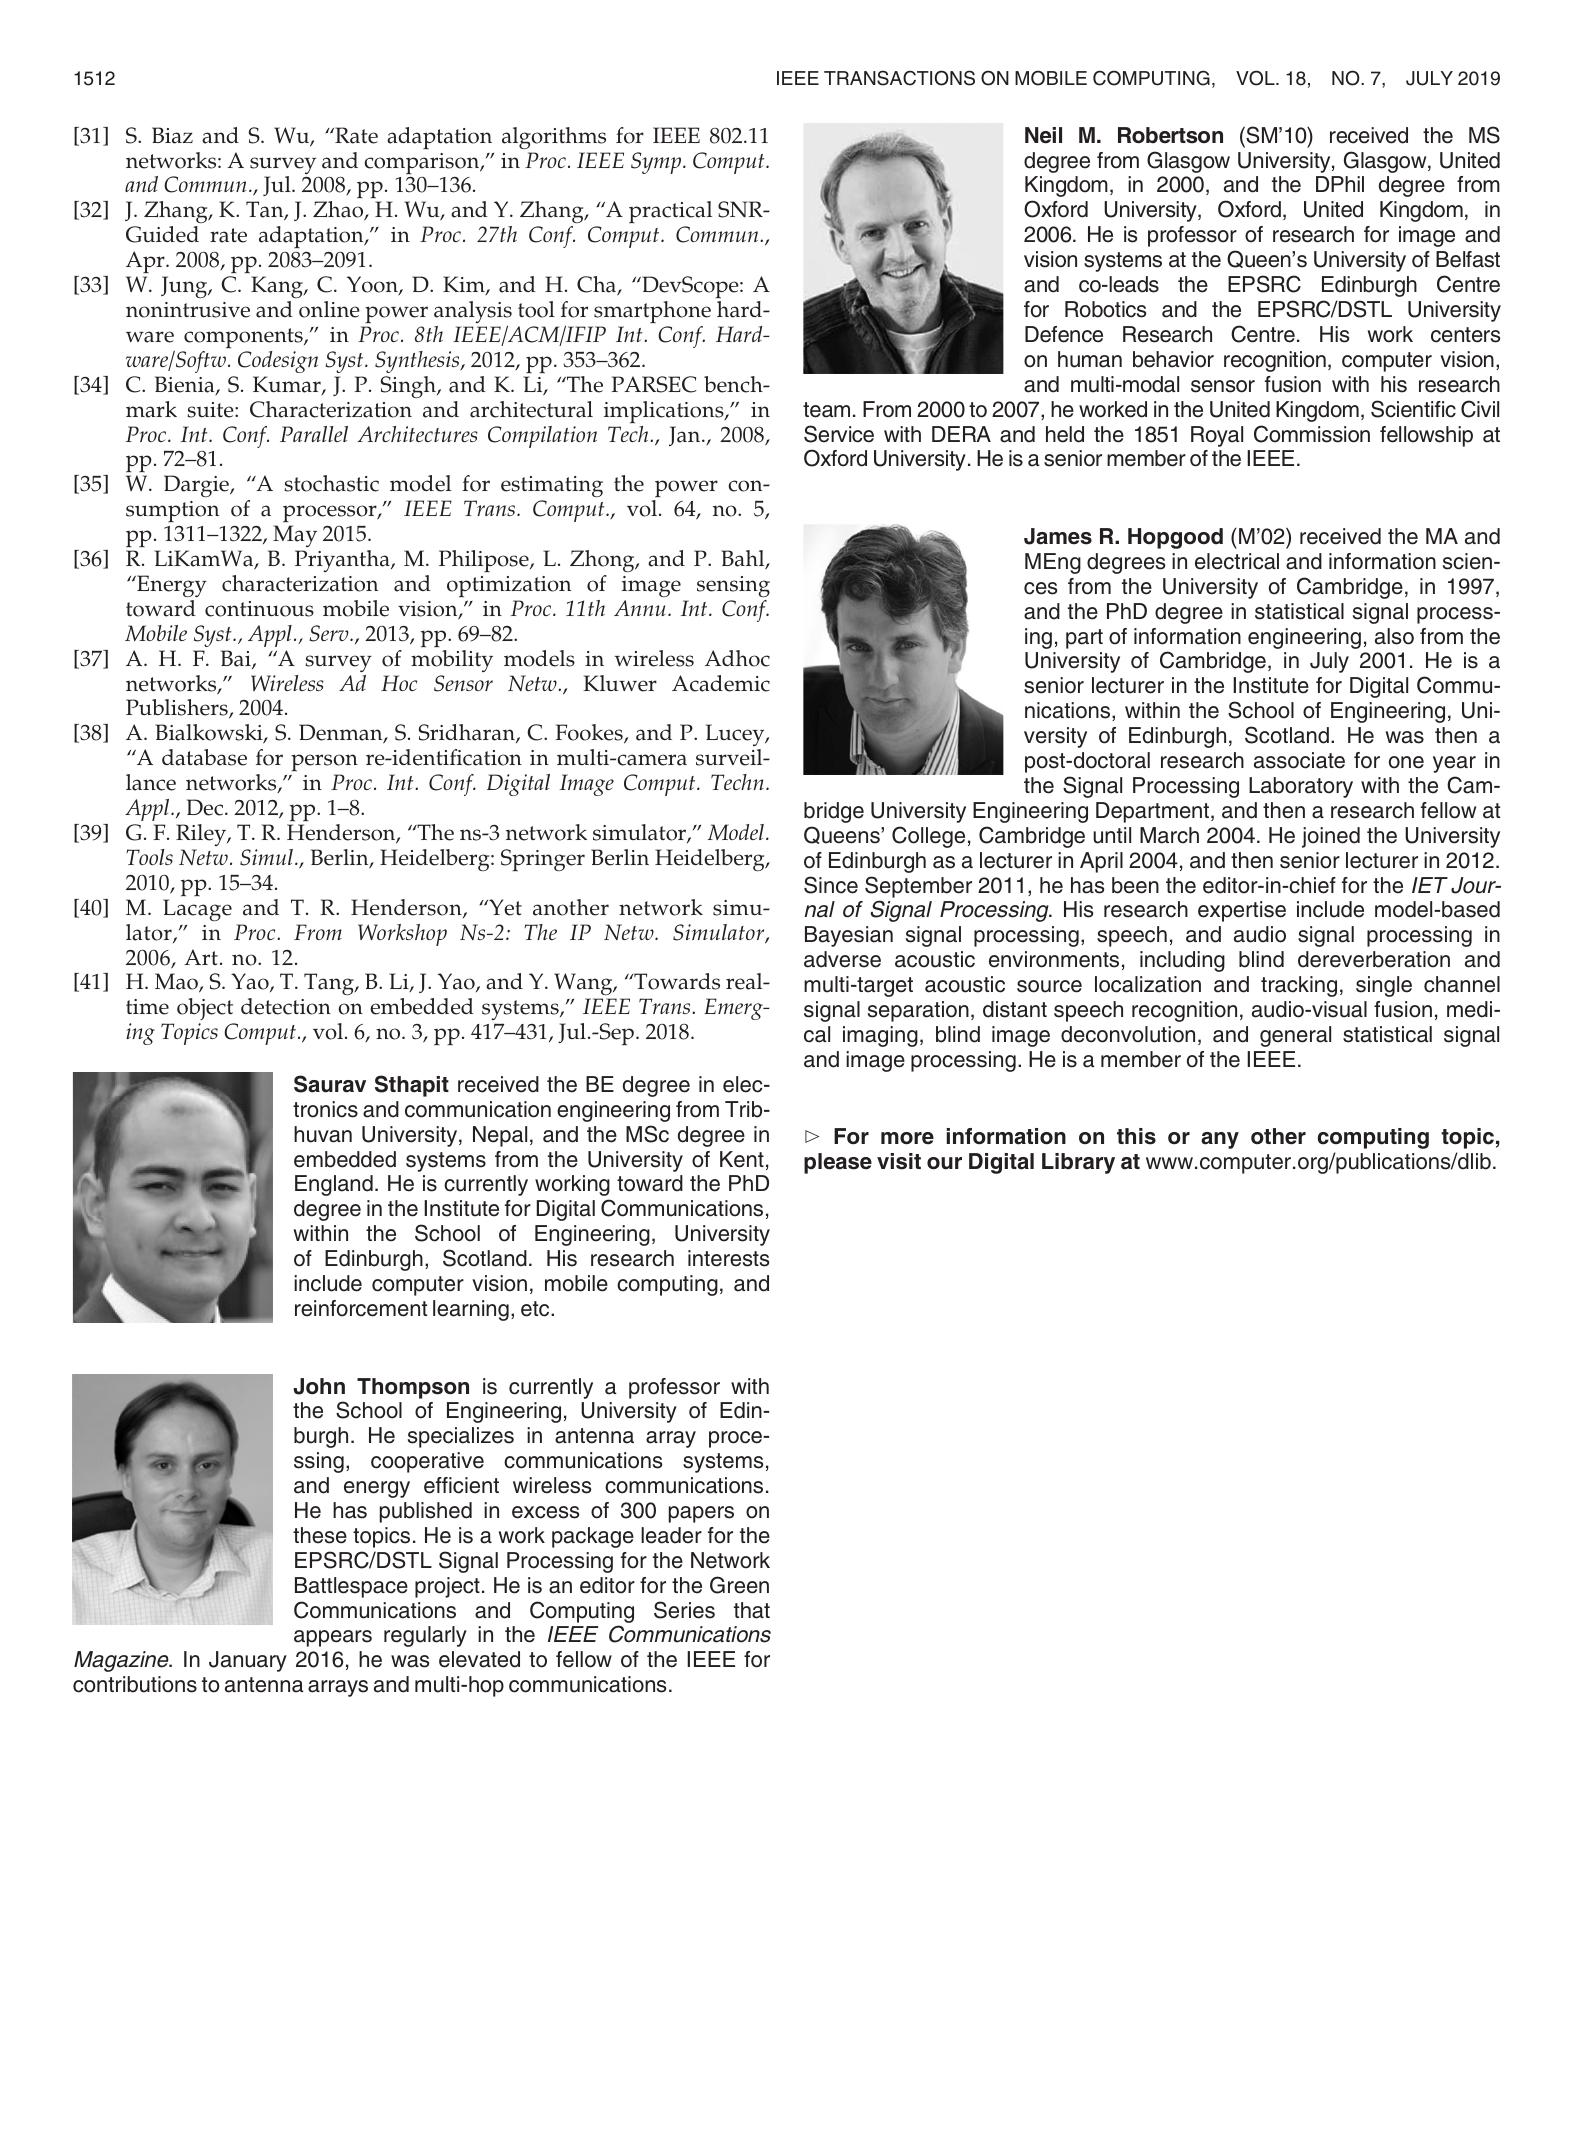 1512
IEEE TRANSACTIONS ON MOBILE COMPUTING, VOL. 18, NO. 7, JULY 2019
[31] S. Biaz and S. Wu, “Rate adaptation algorithms for IEEE 802.11
networks: A survey and comparison,” in Proc. IEEE Symp. Comput.
and Commun., Jul. 2008, pp. 130–136.
[32] J. Zhang, K. Tan, J. Zhao, H. Wu, and Y. Zhang, “A practical SNR-
Guided rate adaptation,” in Proc. 27th Conf. Comput. Commun.,
Apr. 2008, pp. 2083–2091.
[33] W. Jung, C. Kang, C. Yoon, D. Kim, and H. Cha, “DevScope: A
nonintrusive and online power analysis tool for smartphone hard-
ware components,” in Proc. 8th IEEE/ACM/IFIP Int. Conf. Hard-
ware/Softw. Codesign Syst. Synthesis, 2012, pp. 353–362.
[34] C. Bienia, S. Kumar, J. P. Singh, and K. Li, “The PARSEC bench-
mark suite: Characterization and architectural implications,” in
Proc. Int. Conf. Parallel Architectures Compilation Tech., Jan., 2008,
pp. 72–81.
[35] W. Dargie, “A stochastic model for estimating the power con-
sumption of a processor,” IEEE Trans. Comput., vol. 64, no. 5,
pp. 1311–1322, May 2015.
[36] R. LiKamWa, B. Priyantha, M. Philipose, L. Zhong, and P. Bahl,
“Energy characterization and optimization of image sensing
toward continuous mobile vision,” in Proc. 11th Annu. Int. Conf.
Mobile Syst., Appl., Serv., 2013, pp. 69–82.
[37] A. H. F. Bai, “A survey of mobility models in wireless Adhoc
networks,” Wireless Ad Hoc Sensor Netw., Kluwer Academic
Publishers, 2004.
[38] A. Bialkowski, S. Denman, S. Sridharan, C. Fookes, and P. Lucey,
“A database for person re-identification in multi-camera surveil-
lance networks,” in Proc. Int. Conf. Digital Image Comput. Techn.
Appl., Dec. 2012, pp. 1–8.
[39] G. F. Riley, T. R. Henderson, “The ns-3 network simulator,” Model.
Tools Netw. Simul., Berlin, Heidelberg: Springer Berlin Heidelberg,
2010, pp. 15–34.
[40] M. Lacage and T. R. Henderson, “Yet another network simu-
lator,” in Proc. From Workshop Ns-2: The IP Netw. Simulator,
2006, Art. no. 12.
[41] H. Mao, S. Yao, T. Tang, B. Li, J. Yao, and Y. Wang, “Towards real-
time object detection on embedded systems,” IEEE Trans. Emerg-
ing Topics Comput., vol. 6, no. 3, pp. 417–431, Jul.-Sep. 2018.
Saurav Sthapit received the BE degree in elec-
tronics and communication engineering from Trib-
huvan University, Nepal, and the MSc degree in
embedded systems from the University of Kent,
England. He is currently working toward the PhD
degree in the Institute for Digital Communications,
within the School of Engineering, University
of Edinburgh, Scotland. His research interests
include computer vision, mobile computing, and
reinforcement learning, etc.
John Thompson is currently a professor with
the School of Engineering, University of Edin-
burgh. He specializes in antenna array proce-
ssing, cooperative communications systems,
and energy efficient wireless communications.
He has published in excess of 300 papers on
these topics. He is a work package leader for the
EPSRC/DSTL Signal Processing for the Network
Battlespace project. He is an editor for the Green
Communications and Computing Series that
appears regularly in the IEEE Communications
Magazine. In January 2016, he was elevated to fellow of the IEEE for
contributions to antenna arrays and multi-hop communications.
Neil M. Robertson (SM’10) received the MS
degree from Glasgow University, Glasgow, United
Kingdom, in 2000, and the DPhil degree from
Oxford University, Oxford, United Kingdom, in
2006. He is professor of research for image and
vision systems at the Queen’s University of Belfast
and co-leads the EPSRC Edinburgh Centre
for Robotics and the EPSRC/DSTL University
Defence Research Centre. His work centers
on human behavior recognition, computer vision,
and multi-modal sensor fusion with his research
team. From 2000 to 2007, he worked in the United Kingdom, Scientific Civil
Service with DERA and held the 1851 Royal Commission fellowship at
Oxford University. He is a senior member of the IEEE.
James R. Hopgood (M’02) received the MA and
MEng degrees in electrical and information scien-
ces from the University of Cambridge, in 1997,
and the PhD degree in statistical signal process-
ing, part of information engineering, also from the
University of Cambridge, in July 2001. He is a
senior lecturer in the Institute for Digital Commu-
nications, within the School of Engineering, Uni-
versity of Edinburgh, Scotland. He was then a
post-doctoral research associate for one year in
the Signal Processing Laboratory with the Cam-
bridge University Engineering Department, and then a research fellow at
Queens’ College, Cambridge until March 2004. He joined the University
of Edinburgh as a lecturer in April 2004, and then senior lecturer in 2012.
Since September 2011, he has been the editor-in-chief for the IET Jour-
nal of Signal Processing. His research expertise include model-based
Bayesian signal processing, speech, and audio signal processing in
adverse acoustic environments, including blind dereverberation and
multi-target acoustic source localization and tracking, single channel
signal separation, distant speech recognition, audio-visual fusion, medi-
cal imaging, blind image deconvolution, and general statistical signal
and image processing. He is a member of the IEEE.
▷ For more information on this or any other computing topic,
please visit our Digital Library at www.computer.org/publications/dlib.